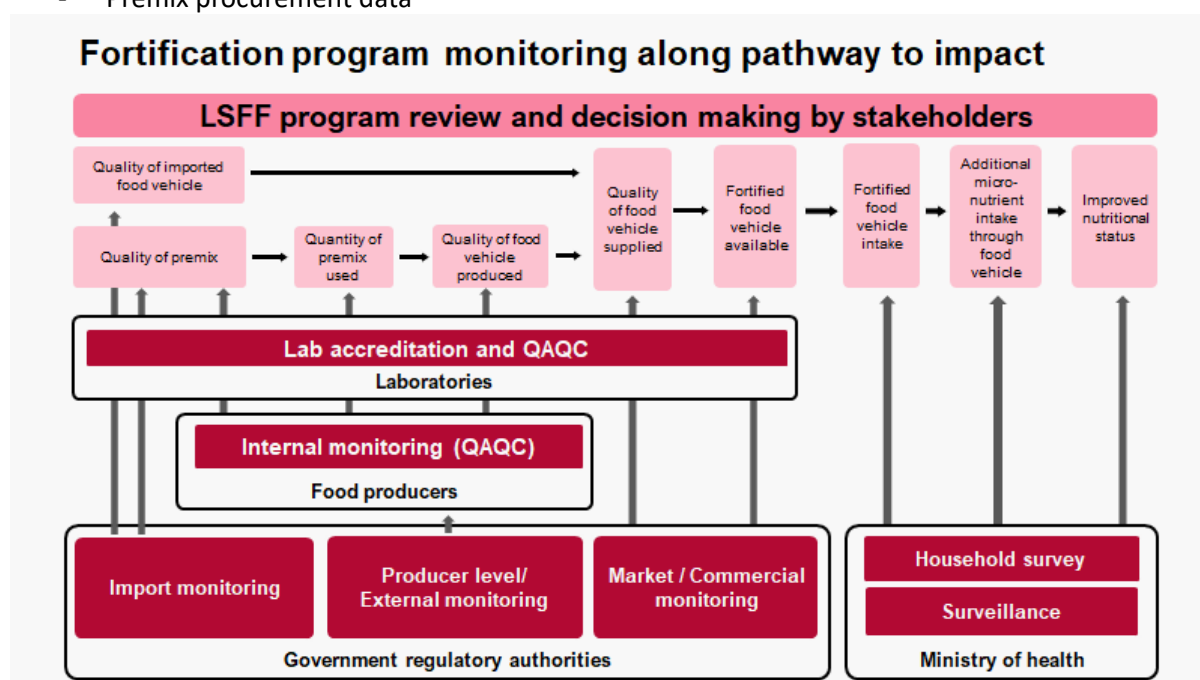 - Premix procurement data
Fortification program monitoring along pathway to impact
LSFF program review and decision making by stakeholders
Quality of imported
food vehicle
Quality of premix
Quantity of
premix
used
Quality of food
vehicle
produced
Quality
of food
vehicle
supplied
Fortified
food
vehicle
available
Fortified
food
vehicle
intake
Additional
micro-
nutrient
intake
through
food
vehicle
Improved
nutritional
status
Lab accreditation and QAQC
Laboratories
Internal monitoring (QAQC)
Food producers
Import monitoring
Producer level/
External monitoring
Market / Commercial
monitoring
Government regulatory authorities
Household survey
Surveillance
Ministry of health